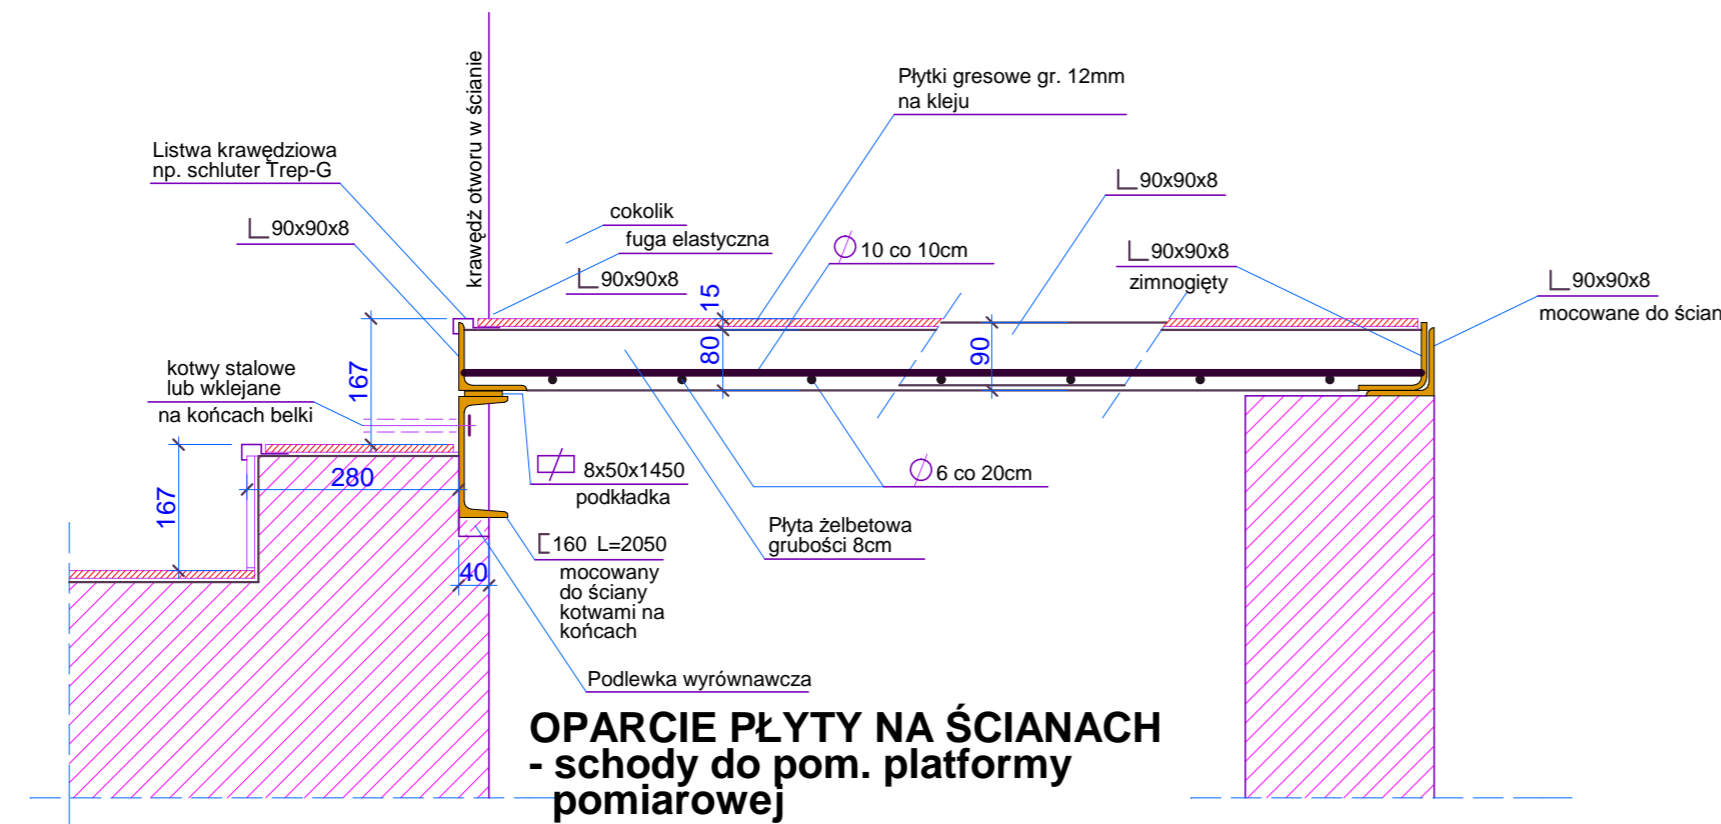 krawędź otworu w ścianie
Płytki gresowe gr. 12mm
na kleju
Listwa krawędziowa
np. schluter Trep-G
90x90x8
cokolik
fuga elastyczna
90x90x8
15
10 co 10cm
90x90x8
90x90x8
zimnogięty
90x90x8
mocowane do ścian
80
90
167
kotwy stalowe
lub wklejane
na końcach belki
280
167
8x50x1450
podkładka
6 co 20cm
Płyta żelbetowa
grubości 8cm
160 L=2050
mocowany
do ściany
kotwami na
końcach
40
Podlewka wyrównawcza
OPARCIE PŁYTY NA ŚCIANACH
- schody do pom. platformy
pomiarowej